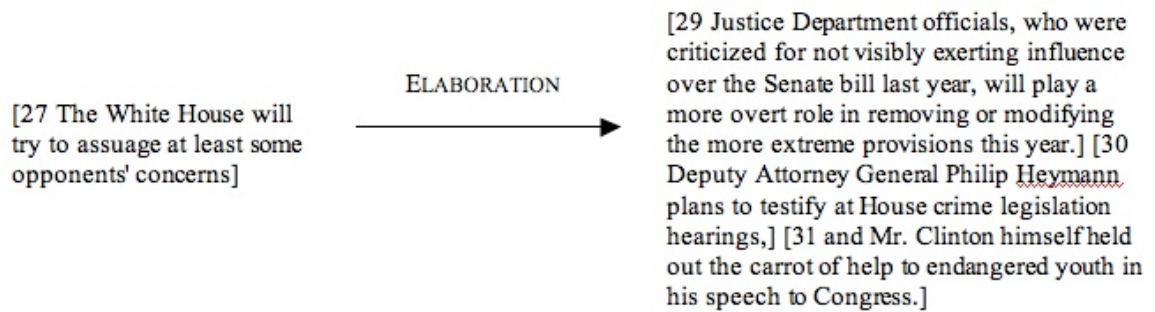 [27 The White House will
try to assuage at least some
opponents' concerns]
ELABORATION
[29 Justice Department officials, who were
criticized for not visibly exerting influence
over the Senate bill last year, will play a
more overt role in removing or modifying
the more extreme provisions this year.] [30
Deputy Attorney General Philip Heymann
plans to testify at House crime legislation
hearings,] [31 and Mr. Clinton himself held
out the carrot of help to endangered youth in
his speech to Congress.]